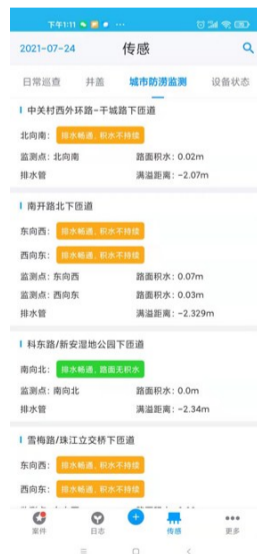 下午1:11 ...
2021-07-24 传感
日常巡查 井盖 城市防涝监测 设备状态
中关村西外环路-干城路下匝道
北向南： 排水畅通，积水不持续
监测点：北向南 路面积水：0.02m
排水管 满溢距离：-2.07m
南开路北下匝道
东向西： 排水畅通，积水不持续
西向东： 排水畅通，积水不持续
监测点：东向西 路面积水：0.07m
监测点：西向东 路面积水：0.03m
排水管 满溢距离：-2.329m
科东路/新安湿地公园下匝道
南向北： 排水畅通，路面无积水
监测点：南向北 路面积水：0.0m
排水管 满溢距离：-2.34m
雪梅路/珠江立交桥下匝道
东向西： 排水畅通，积水不持续
西向东： 排水畅通，积水不持续
案件 日志 传感 更多